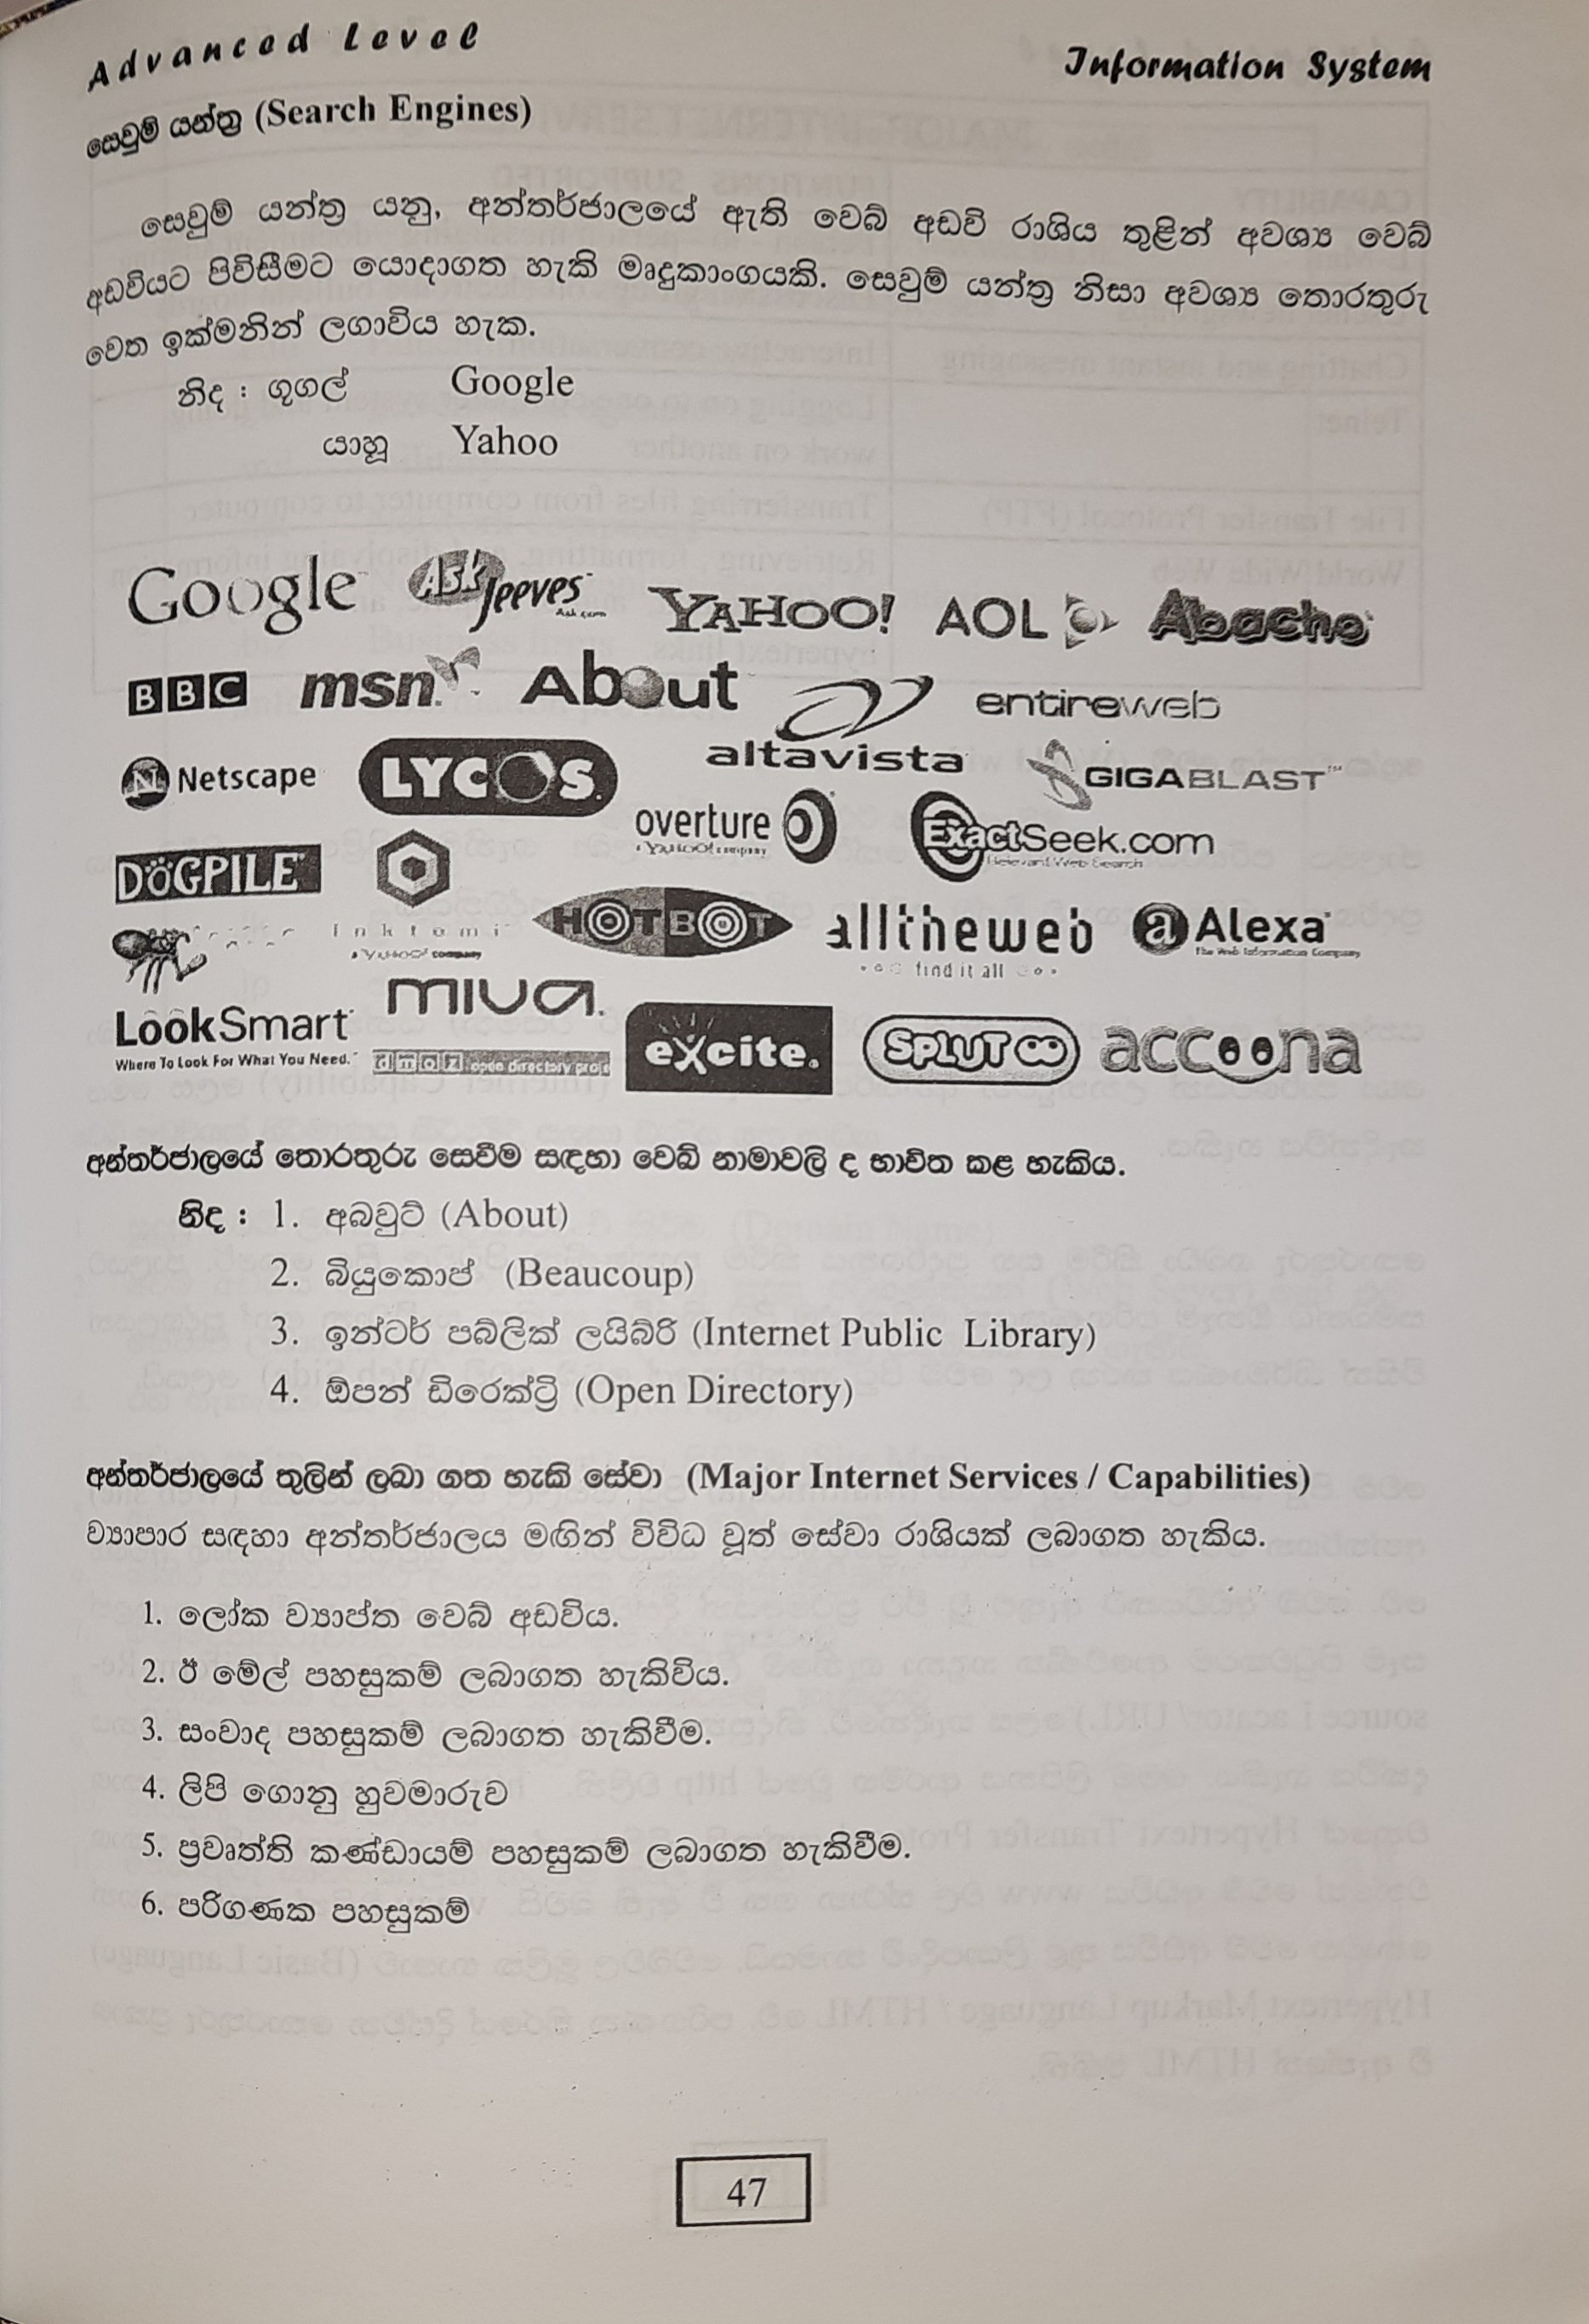 Advanced Level
Information System
සෙවුම් යන්ත්‍ර (Search Engines)
සෙවුම් යන්ත්‍ර යනු, අන්තර්ජාලයේ ඇති වෙබ් අඩවි රාශිය තුළින් අවශ්‍ය වෙබ්
අඩවියට පිවිසීමට යොදාගත හැකි මෘදුකාංගයකි. සෙවුම් යන්ත්‍ර නිසා අවශ්‍ය තොරතුරු
වෙත ඉක්මනින් ලගාවිය හැක.
නිද : ගූගල් Google
යාහූ Yahoo
Google ASK Jeeves Ask.com YAHOO! AOL Abacho
BBC msn About altavista entireweb
Netscape LYCOS GIGABLAST
overture a YAHOO! company ExactSeek.com Relevant Web Search
DOGPILE
Inktomi a YAHOO! company HOTBOT alltheweb find it all Alexa The Web Information Company
LookSmart miva
Where To Look For What You Need. dmoz open directory excite SPLUT accoona
අන්තර්ජාලයේ තොරතුරු සෙවීම සඳහා වෙබ් නාමාවලි ද භාවිත කළ හැකිය.
නිද : 1. අබවුට් (About)
2. බියුකොප් (Beaucoup)
3. ඉන්ටර් පබ්ලික් ලයිබ්රි (Internet Public Library)
4. ඕපන් ඩිරෙක්ට්‍රි (Open Directory)
අන්තර්ජාලයේ තුලින් ලබා ගත හැකි සේවා (Major Internet Services / Capabilities)
ව්‍යාපාර සඳහා අන්තර්ජාලය මඟින් විවිධ වූත් සේවා රාශියක් ලබාගත හැකිය.
1. ලෝක ව්‍යාප්ත වෙබ් අඩවිය.
2. ඊ මේල් පහසුකම් ලබාගත හැකිවිය.
3. සංවාද පහසුකම් ලබාගත හැකිවීම.
4. ලිපි ගොනු හුවමාරුව
5. ප්‍රවෘත්ති කණ්ඩායම් පහසුකම් ලබාගත හැකිවීම.
6. පරිගණක පහසුකම්
47